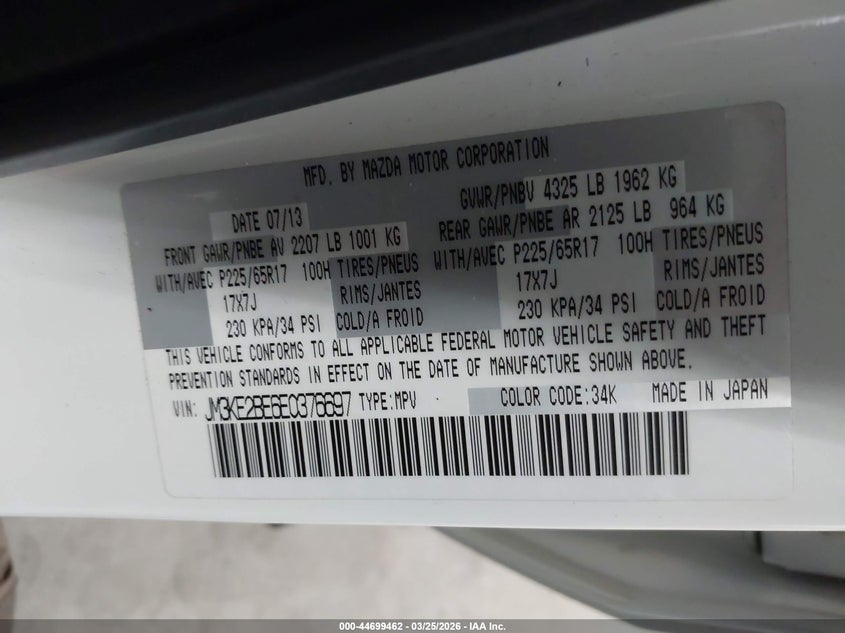 MFD. BY MAZDA MOTOR CORPORATION
DATE 07/13
GVWR/PNBV 4325 LB 1962 KG
FRONT GAWR/PNBE AV 2207 LB 1001 KG
REAR GAWR/PNBE AR 2125 LB 964 KG
WITH/AVEC P225/65R17 100H TIRES/PNEUS
17X7J RIMS/JANTES
230 KPA/34 PSI COLD/A FROID
WITH/AVEC P225/65R17 100H TIRES/PNEUS
17X7J RIMS/JANTES
230 KPA/34 PSI COLD/A FROID
THIS VEHICLE CONFORMS TO ALL APPLICABLE FEDERAL MOTOR VEHICLE SAFETY AND THEFT
PREVENTION STANDARDS IN EFFECT ON THE DATE OF MANUFACTURE SHOWN ABOVE.
VIN: JM3KE2BE6E0376697 TYPE:MPV COLOR CODE:34K MADE IN JAPAN
000-44699462 - 03/25/2026 - IAA Inc.